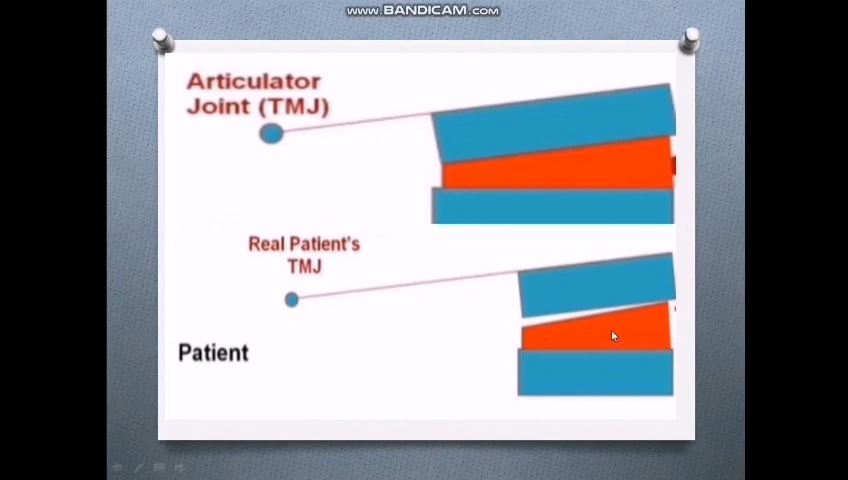 www.BANDICAM.com
Articulator
Joint (TMJ)
Real Patient's
TMJ
Patient